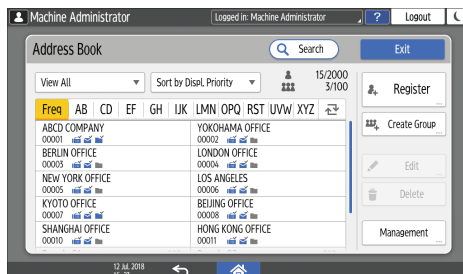 Machine Administrator
Logged in: Machine Administrator
?
Logout
Address Book
Search
Exit
View All
Sort by Displ. Priority
15/2000
3/100
Register
Freq AB CD EF GH IJK LMN OPQ RST UVW XYZ
Create Group
ABCD COMPANY
00001
YOKOHAMA OFFICE
00002
BERLIN OFFICE
00003
LONDON OFFICE
00004
Edit
NEW YORK OFFICE
00005
LOS ANGELES
00006
Delete
KYOTO OFFICE
00007
BEIJING OFFICE
00008
SHANGHAI OFFICE
00010
HONG KONG OFFICE
00011
Management
12 Jul. 2018